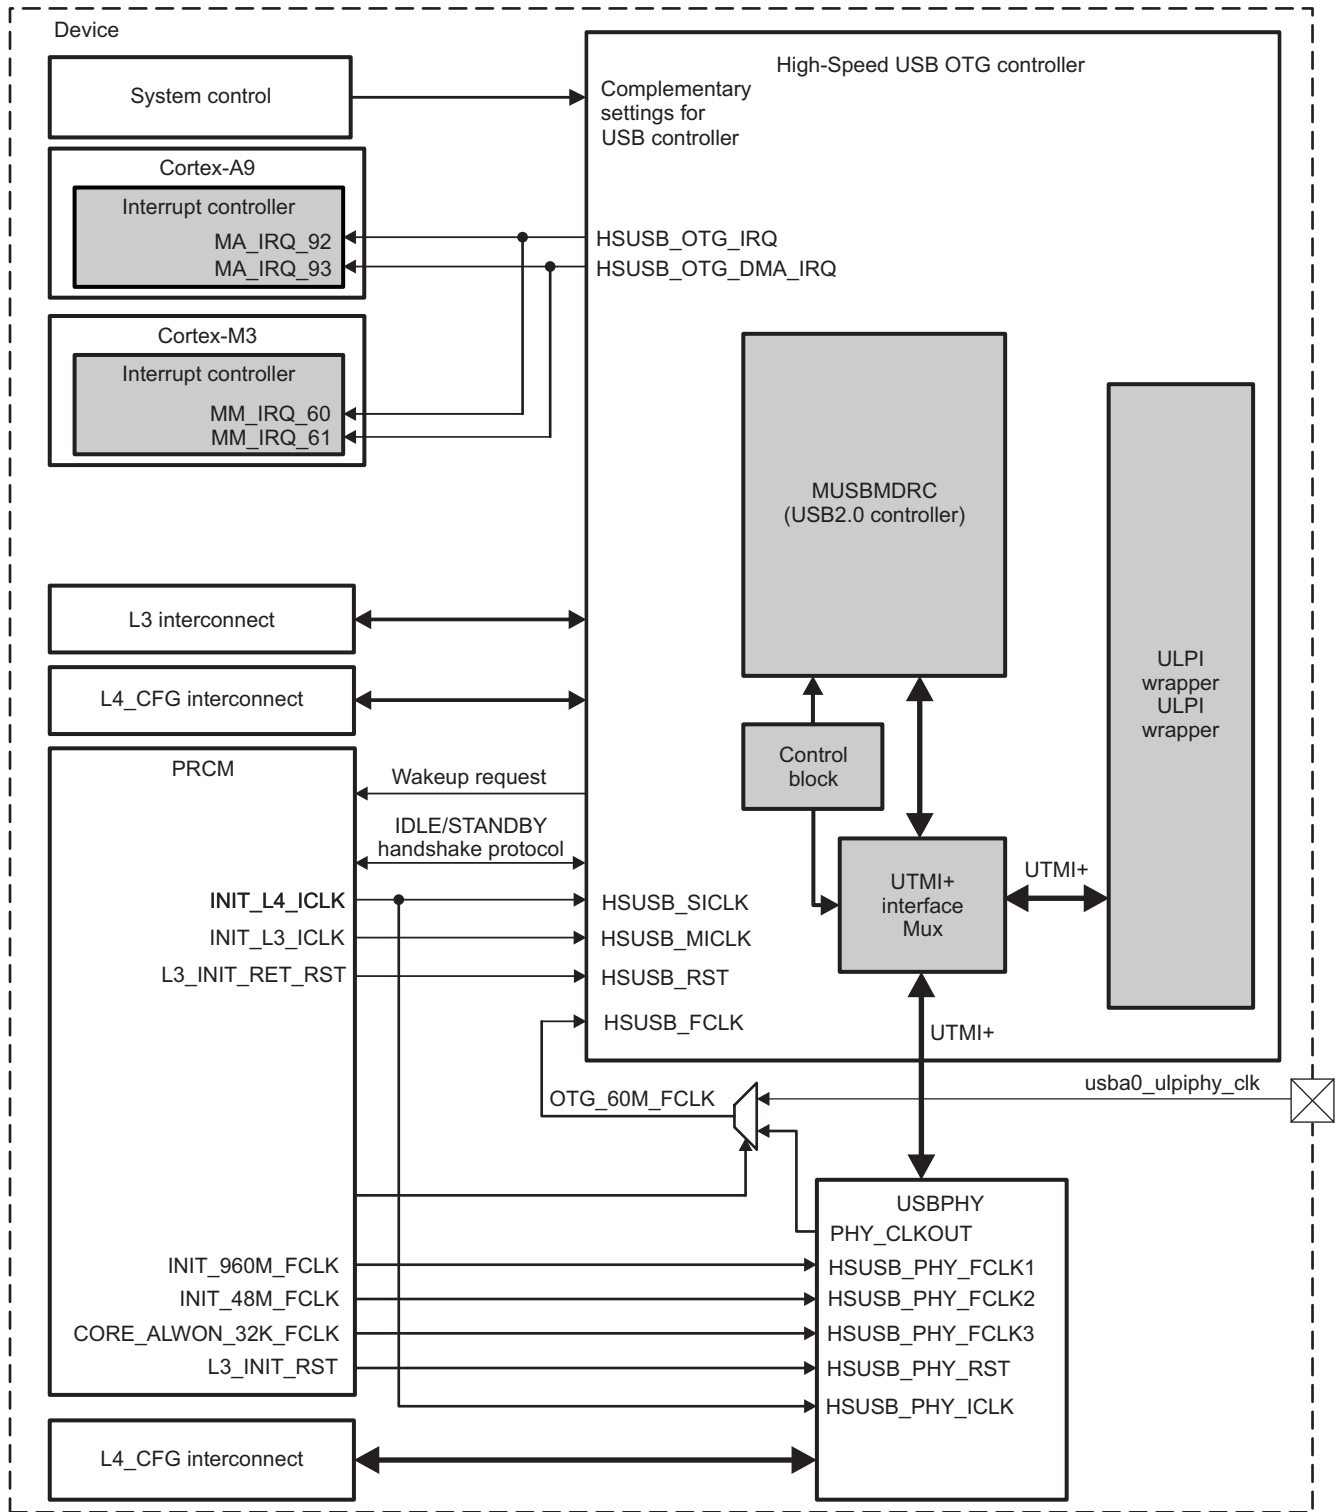 Device
High-Speed USB OTG controller
System control
Complementary
settings for
USB controller
Cortex-A9
Interrupt controller
MA_IRQ_92
MA_IRQ_93
HSUSB_OTG_IRQ
HSUSB_OTG_DMA_IRQ
Cortex-M3
Interrupt controller
MM_IRQ_60
MM_IRQ_61
MUSBMDRC
(USB2.0 controller)
L3 interconnect
L4_CFG interconnect
ULPI
wrapper
ULPI
wrapper
Control
block
PRCM
Wakeup request
IDLE/STANDBY
handshake protocol
UTMI+
interface
Mux
UTMI+
INIT_L4_ICLK
HSUSB_SICLK
INIT_L3_ICLK
HSUSB_MICLK
L3_INIT_RET_RST
HSUSB_RST
HSUSB_FCLK
UTMI+
OTG_60M_FCLK
usba0_ulpiphy_clk
USBPHY
PHY_CLKOUT
INIT_960M_FCLK
HSUSB_PHY_FCLK1
INIT_48M_FCLK
HSUSB_PHY_FCLK2
CORE_ALWON_32K_FCLK
HSUSB_PHY_FCLK3
L3_INIT_RST
HSUSB_PHY_RST
HSUSB_PHY_ICLK
L4_CFG interconnect